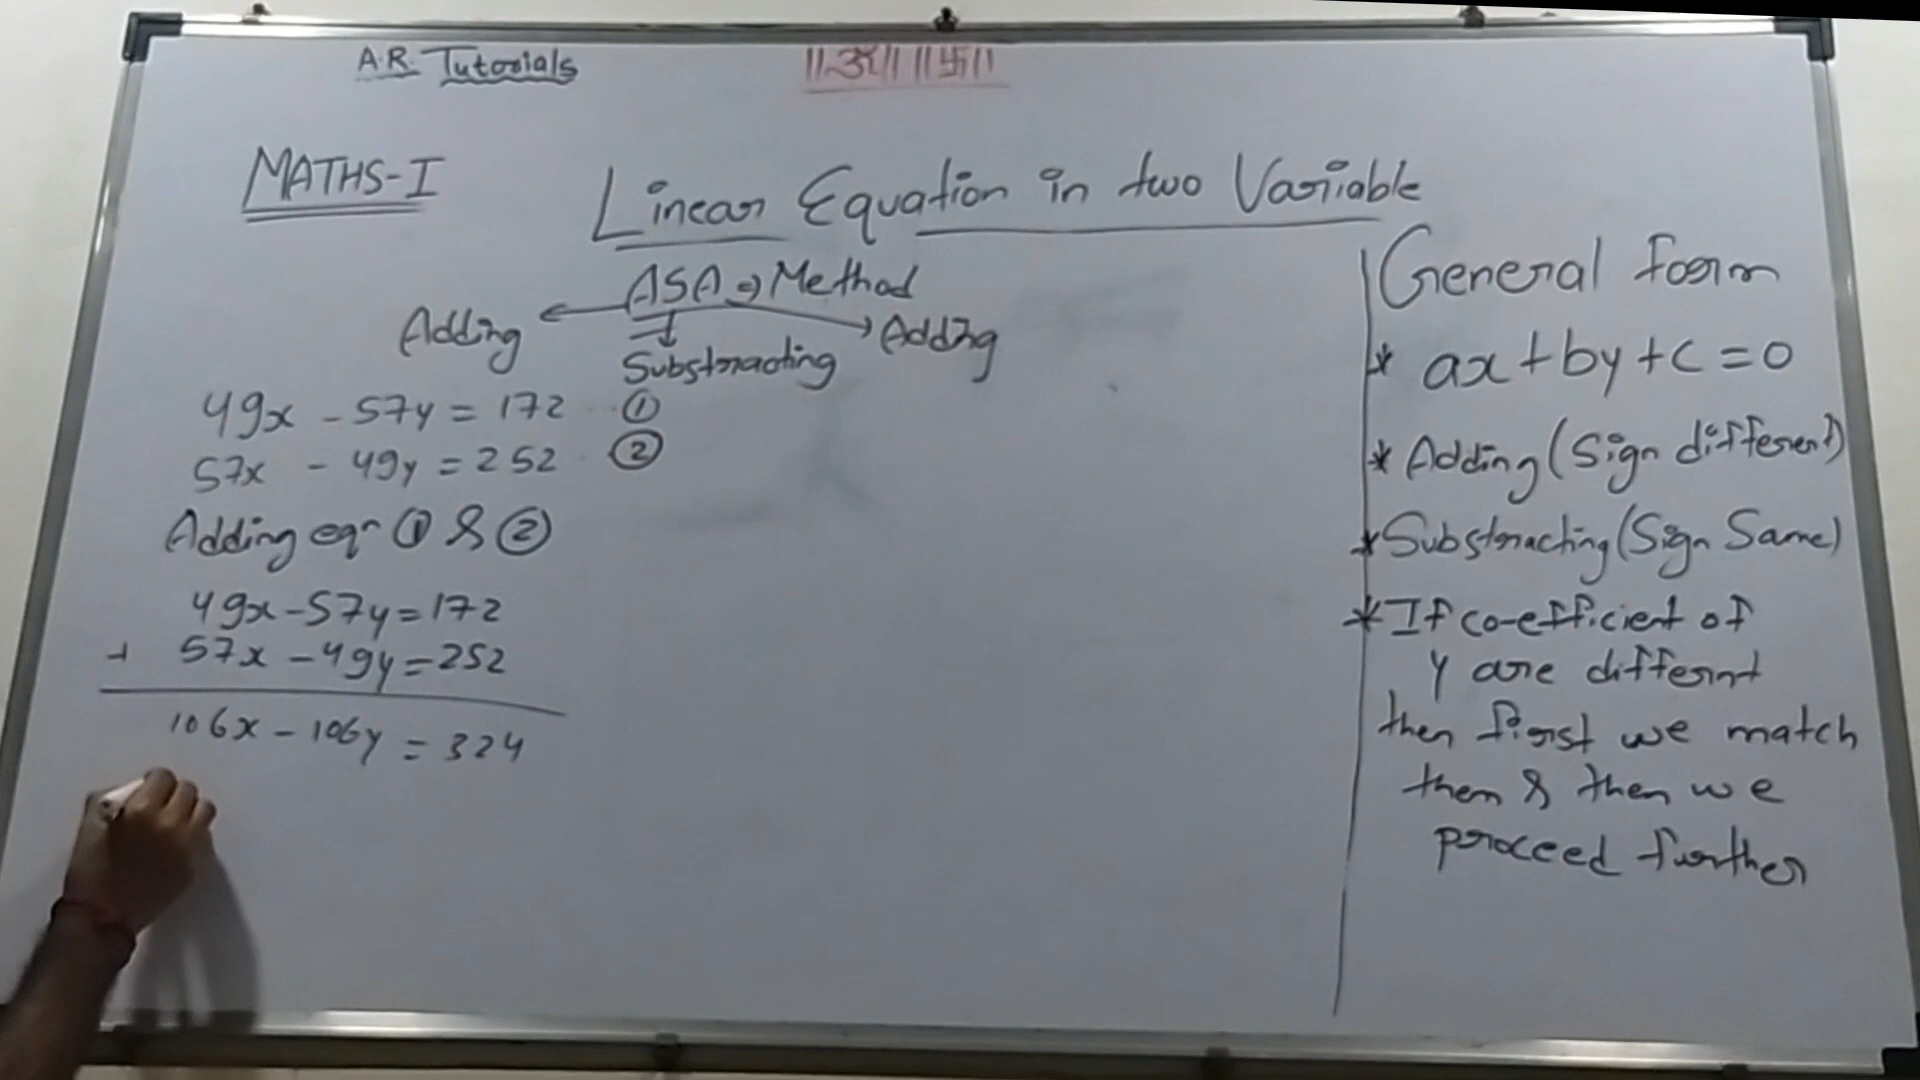 A.R. Tutorials
||ॐ|| ||卐||
MATHS-I
Linear Equation in two Variable
ASA => Method
Adding
Substracting
Adding
49x - 57y = 172 ①
57x - 49y = 252 ②
Adding eqn ① & ②
49x - 57y = 172
+ 57x - 49y = 252
106x - 106y = 324
General form
* ax + by + c = 0
* Adding (Sign different)
* Substracting (Sign Same)
* If co-efficient of
y are differnt
then first we match
them & then we
proceed further